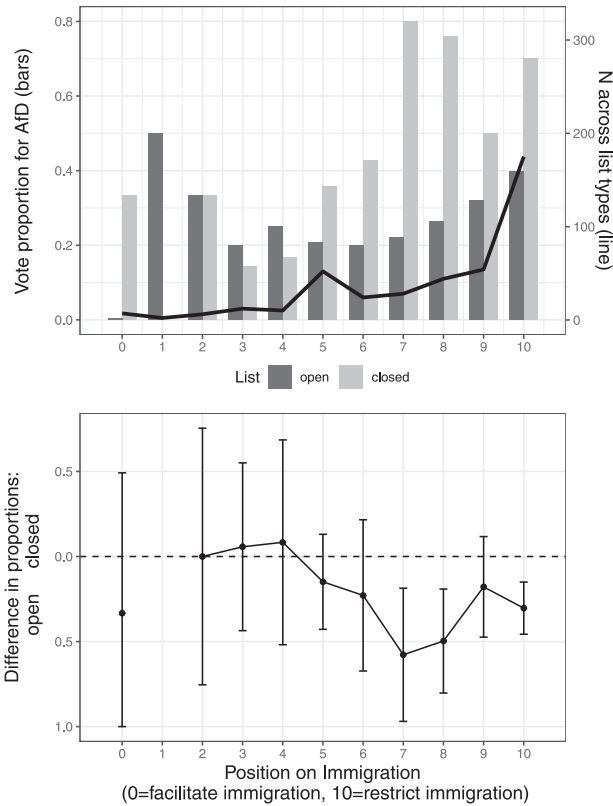 Vote proportion for AfD (bars)
0.8
0.6
0.4
0.2
0.0
300
200
100
0
N across
list types (line)
0 1 2 3 4 5 6 7 8 9 10
List open closed
Difference in proportions:
open closed
0.5
0.0
0.5
1.0
0 1 2 3 4 5 6 7 8 9 10
Position on Immigration
(0=facilitate immigration, 10=restrict immigration)